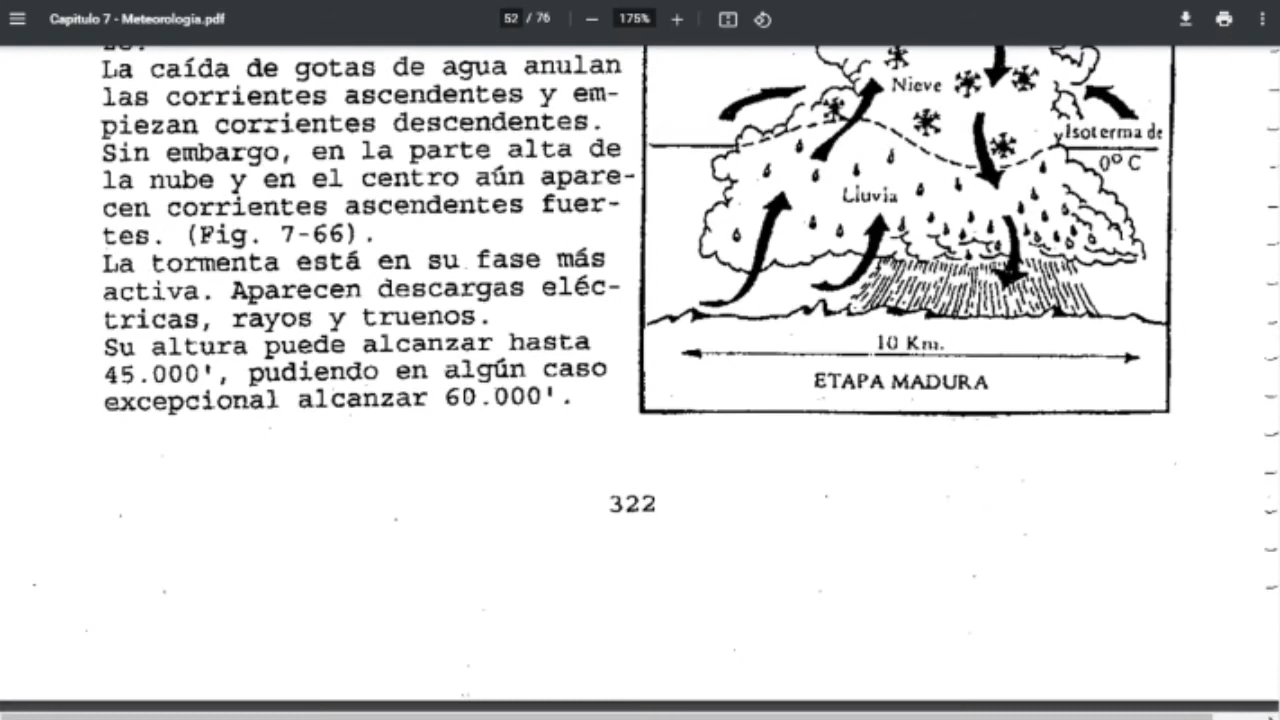 Capitulo 7 - Meteorología.pdf
52 / 76
175%
La caída de gotas de agua anulan
las corrientes ascendentes y em-
piezan corrientes descendentes.
Sin embargo, en la parte alta de
la nube y en el centro aún apare-
cen corrientes ascendentes fuer-
tes. (Fig. 7-66).
La tormenta está en su fase más
activa. Aparecen descargas eléc-
tricas, rayos y truenos.
Su altura puede alcanzar hasta
45.000', pudiendo en algún caso
excepcional alcanzar 60.000'.
Nieve
Isoterma de
0º C
Lluvia
10 Km.
ETAPA MADURA
322